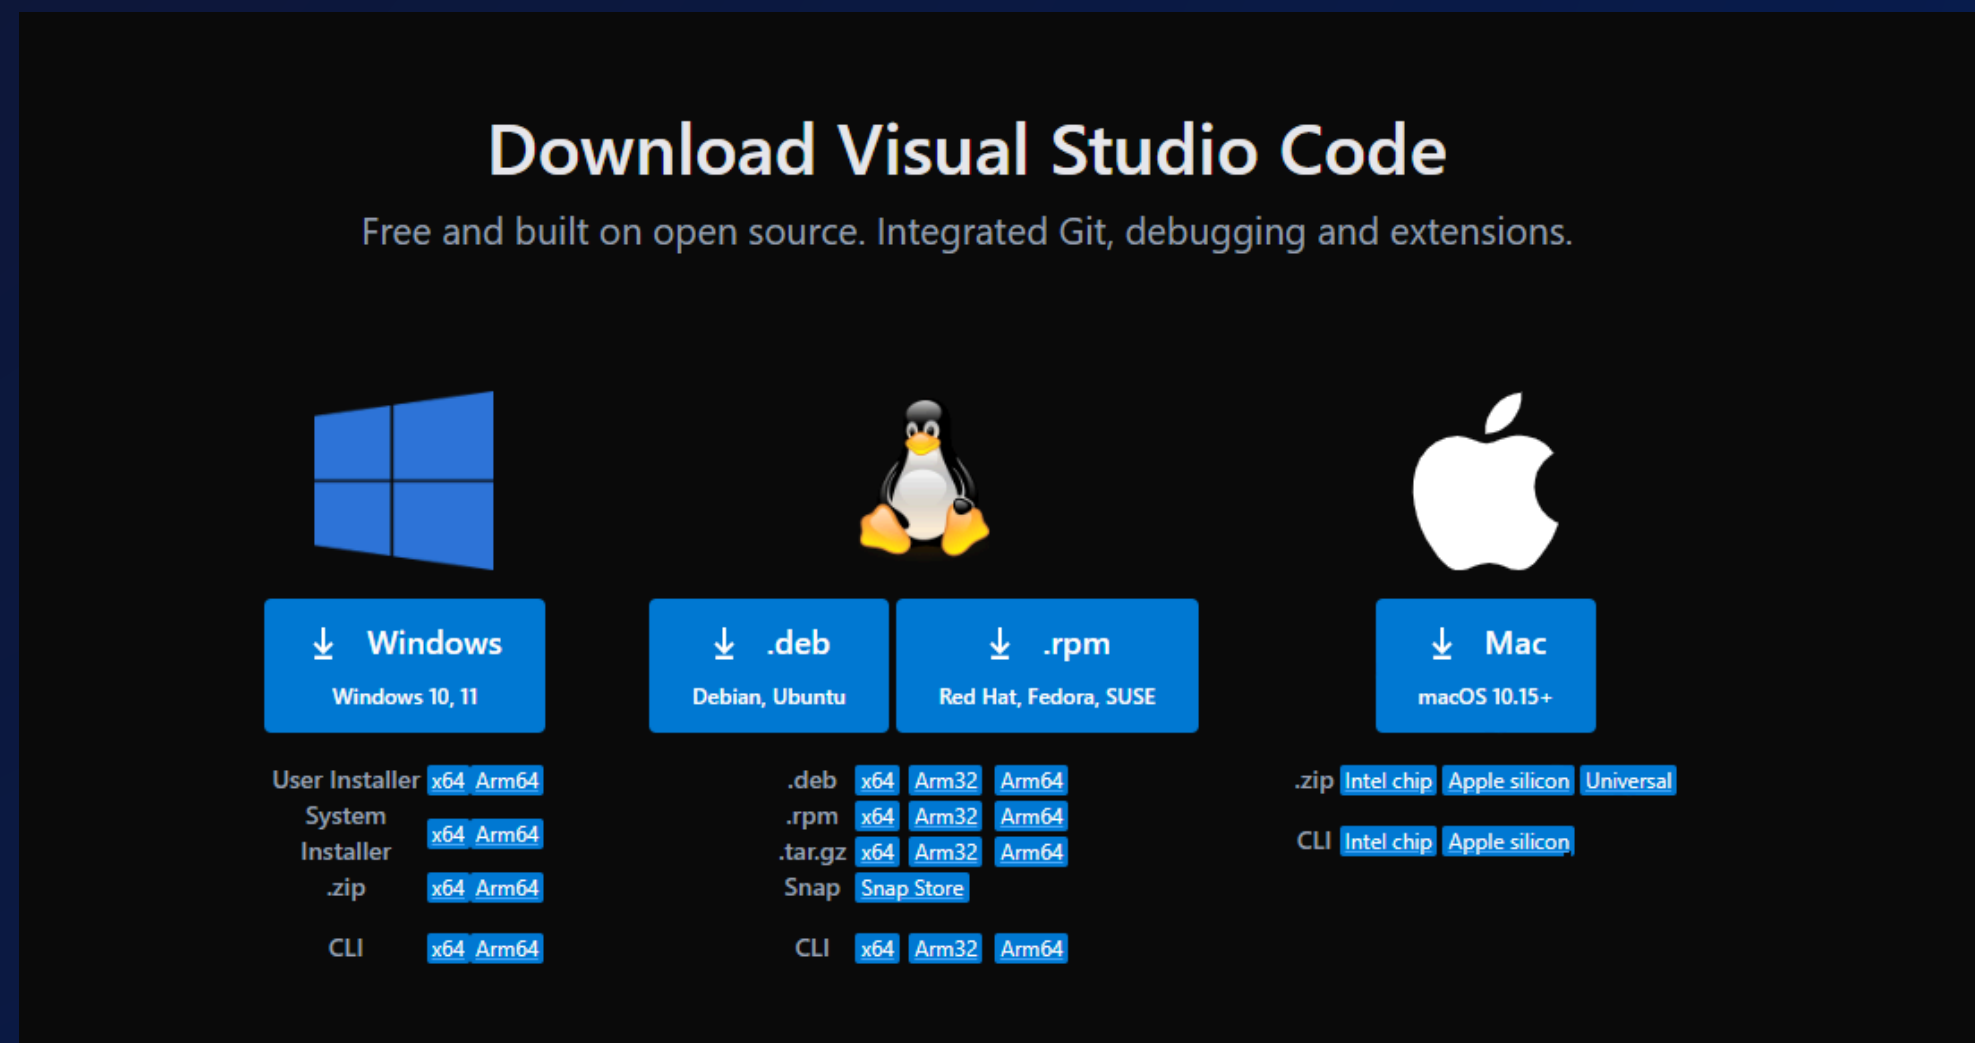 Download Visual Studio Code
Free and built on open source. Integrated Git, debugging and extensions.
Windows
Windows 10, 11
User Installer x64 Arm64
System
Installer
x64 Arm64
.zip x64 Arm64
CLI x64 Arm64
.deb
Debian, Ubuntu
.rpm
Red Hat, Fedora, SUSE
.deb x64 Arm32 Arm64
.rpm x64 Arm32 Arm64
.tar.gz x64 Arm32 Arm64
Snap Snap Store
CLI x64 Arm32 Arm64
Mac
macOS 10.15+
.zip Intel chip Apple silicon Universal
CLI Intel chip Apple silicon